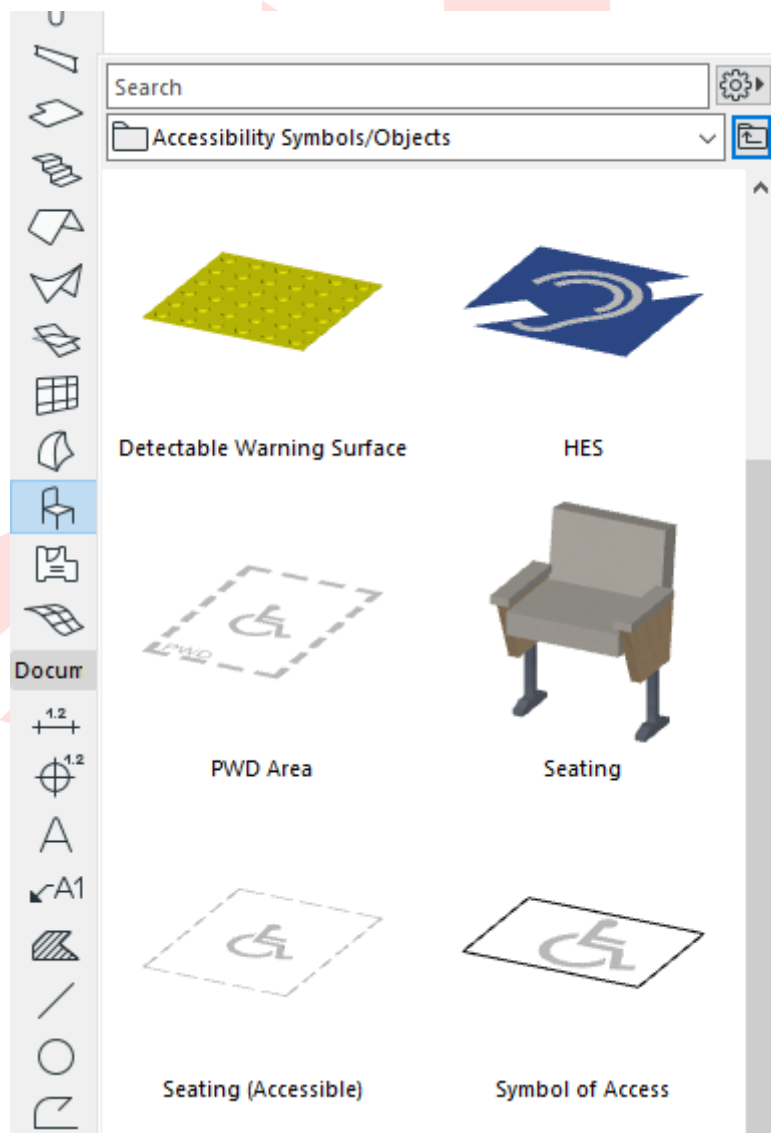 Search
Accessibility Symbols/Objects
Detectable Warning Surface
HES
PWD
PWD Area
Seating
Docum
1.2
1.2
A
A1
Seating (Accessible)
Symbol of Access